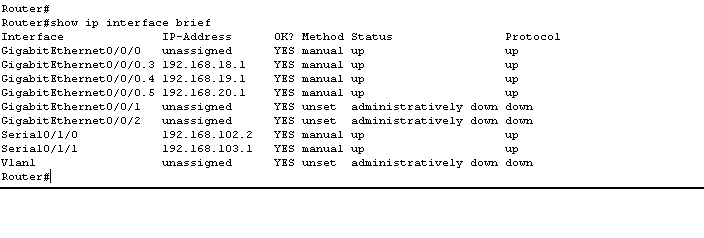 Router#
Router#show ip interface brief
Interface              IP-Address      OK? Method Status                Protocol
GigabitEthernet0/0/0   unassigned      YES manual up                    up
GigabitEthernet0/0/0.3 192.168.18.1    YES manual up                    up
GigabitEthernet0/0/0.4 192.168.19.1    YES manual up                    up
GigabitEthernet0/0/0.5 192.168.20.1    YES manual up                    up
GigabitEthernet0/0/1   unassigned      YES unset  administratively down down
GigabitEthernet0/0/2   unassigned      YES unset  administratively down down
Serial0/1/0            192.168.102.2   YES manual up                    up
Serial0/1/1            192.168.103.1   YES manual up                    up
Vlan1                  unassigned      YES unset  administratively down down
Router#